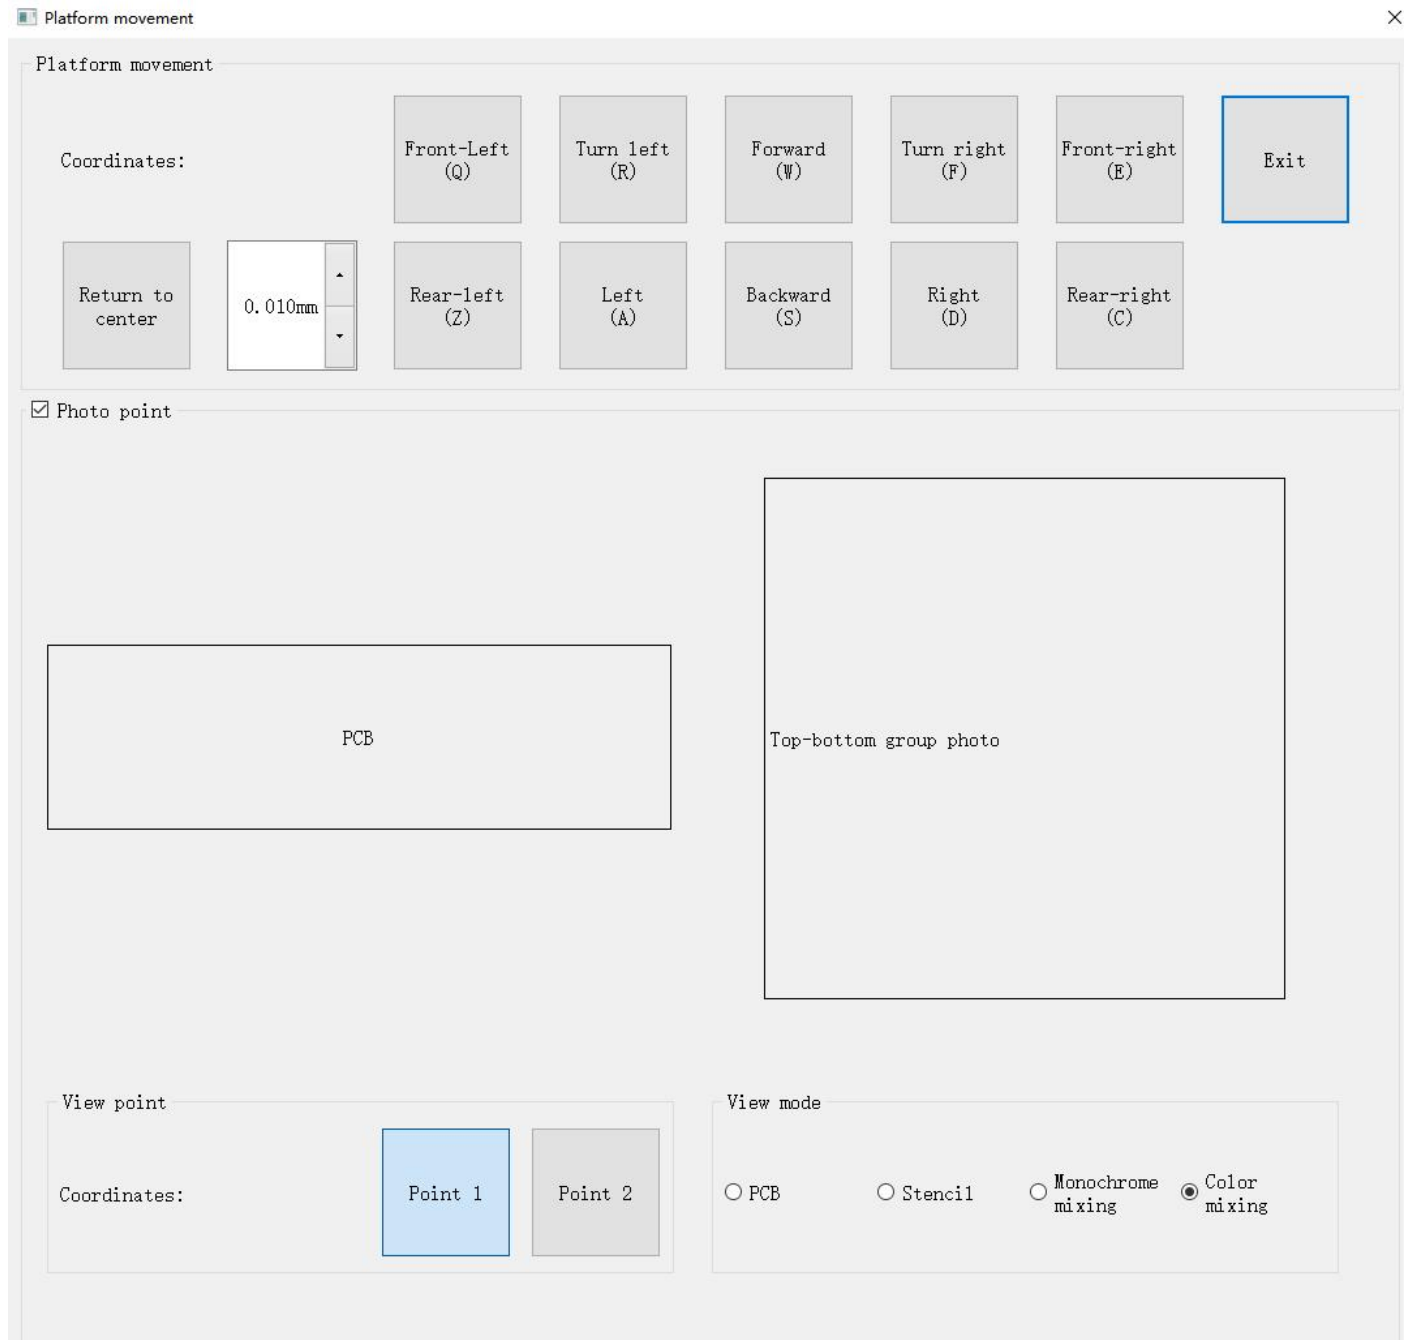 Platform movement
Platform movement
Coordinates:
Front-Left
(Q)
Turn left
(R)
Forward
(W)
Turn right
(F)
Front-right
(E)
Exit
Return to
center
0.010mm
Rear-left
(Z)
Left
(A)
Backward
(S)
Right
(D)
Rear-right
(C)
Photo point
PCB
Top-bottom group photo
View point
Coordinates:
Point 1
Point 2
View mode
PCB
Stencil
Monochrome
mixing
Color
mixing